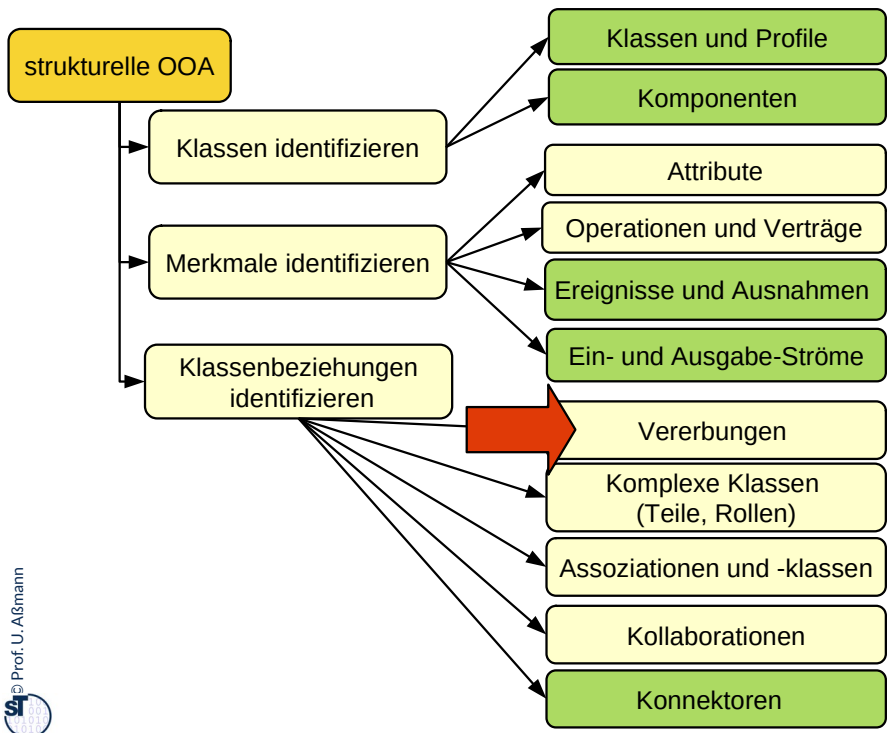 strukturelle OOA
Klassen identifizieren
Merkmale identifizieren
Klassenbeziehungen
identifizieren
Klassen und Profile
Komponenten
Attribute
Operationen und Verträge
Ereignisse und Ausnahmen
Ein- und Ausgabe-Ströme
Vererbungen
Komplexe Klassen
(Teile, Rollen)
Assoziationen und -klassen
Kollaborationen
Konnektoren
© Prof. U. Aßmann
ST